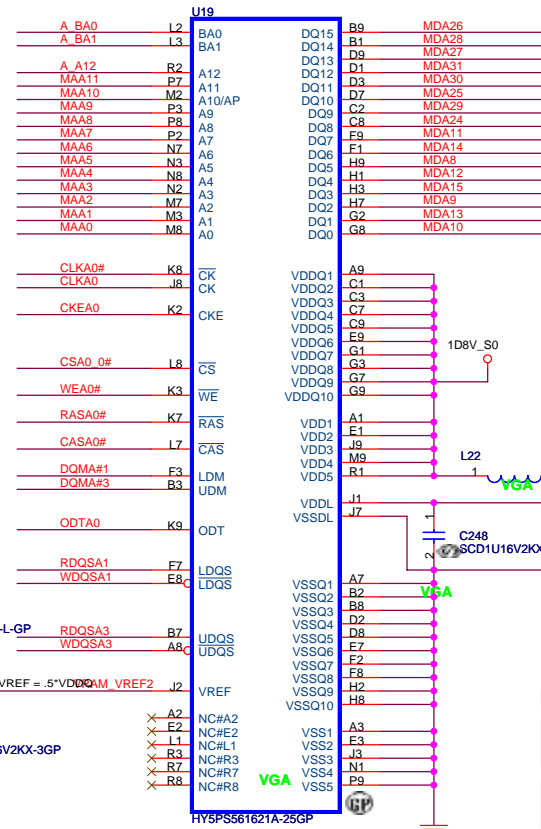 U19
A_BA0 L2 BA0 DQ15 B9 MDA26
A_BA1 L3 BA1 DQ14 B1 MDA28
DQ13 D9 MDA27
A_A12 R2 A12 DQ12 D1 MDA31
MAA11 P7 A11 DQ11 D3 MDA30
MAA10 M2 A10/AP DQ10 D7 MDA25
MAA9 P3 A9 DQ9 C2 MDA29
MAA8 P8 A8 DQ8 C8 MDA24
MAA7 P2 A7 DQ7 F9 MDA11
MAA6 N7 A6 DQ6 F1 MDA14
MAA5 N3 A5 DQ5 H9 MDA8
MAA4 N8 A4 DQ4 H1 MDA12
MAA3 N2 A3 DQ3 H3 MDA15
MAA2 M7 A2 DQ2 H7 MDA9
MAA1 M3 A1 DQ1 G2 MDA13
MAA0 M8 A0 DQ0 G8 MDA10
CLKA0# K8 CK VDDQ1 A9
CLKA0 J8 CK VDDQ2 C1
VDDQ3 C3
CKEA0 K2 CKE VDDQ4 C7
VDDQ5 C9
VDDQ6 E9
VDDQ7 G1 1D8V_S0
CSA0_0# L8 CS VDDQ8 G3
VDDQ9 G7
WEA0# K3 WE VDDQ10 G9
RASA0# K7 RAS VDD1 A1
VDD2 E1
CASA0# L7 CAS VDD3 J9
VDD4 M9 L22
DQMA#1 F3 LDM VDD5 R1 1
DQMA#3 B3 UDM VGA
VDDL J1
ODTA0 K9 ODT VSSDL J7 1
C248
2 SCD1U16V2KX
RDQSA1 F7 LDQS
WDQSA1 E8 LDQS VSSQ1 A7
VGA
VSSQ2 B2
VSSQ3 B8
VSSQ4 D2
-L-GP RDQSA3 B7 UDQS VSSQ5 D8
WDQSA3 A8 UDQS VSSQ6 E7
VSSQ7 F2
VSSQ8 F8
VREF = .5*VDDQ VRAM_VREF2 J2 VREF VSSQ9 H2
VSSQ10 H8
A2 NC#A2
E2 NC#E2 VSS1 A3
6V2KX-3GP L1 NC#L1 VSS2 E3
R3 NC#R3 VSS3 J3
R7 NC#R7 VSS4 N1
R8 NC#R8 VGA VSS5 P9
GP
HY5PS561621A-25GP